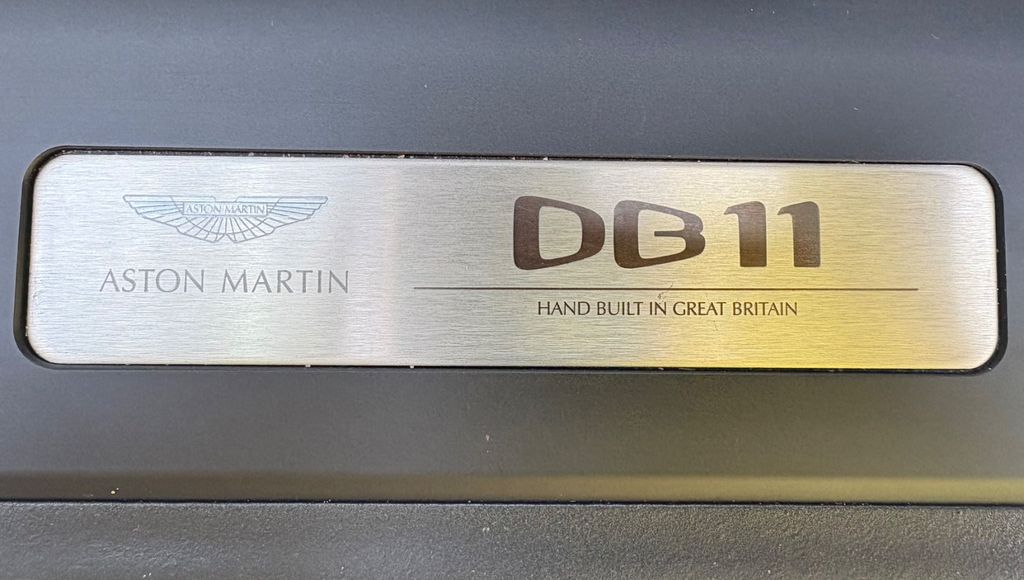 ASTON MARTIN
ASTON MARTIN
DB11
HAND BUILT IN GREAT BRITAIN